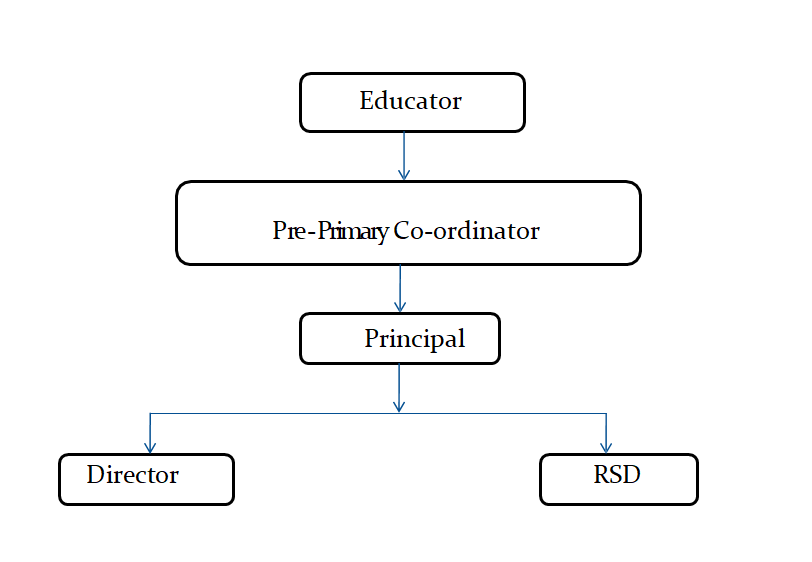 Educator
Pre-Primary Co-ordinator
Principal
Director
RSD